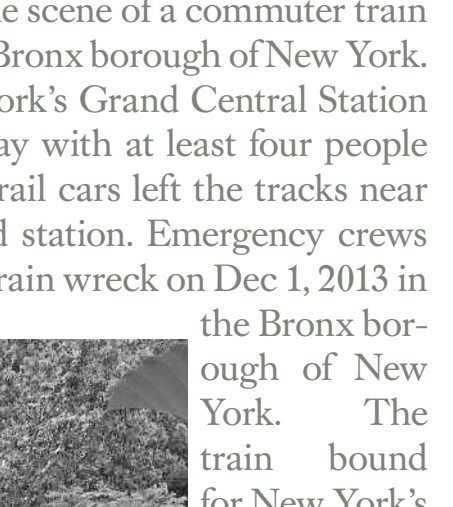 scene of a commuter train
Bronx borough of New York.
Grand Central Station
with at least four people
rail cars left the tracks near
station. Emergency crews
wreck on Dec 1, 2013 in
the Bronx bor-
ough of New
York. The
train bound
for New York's